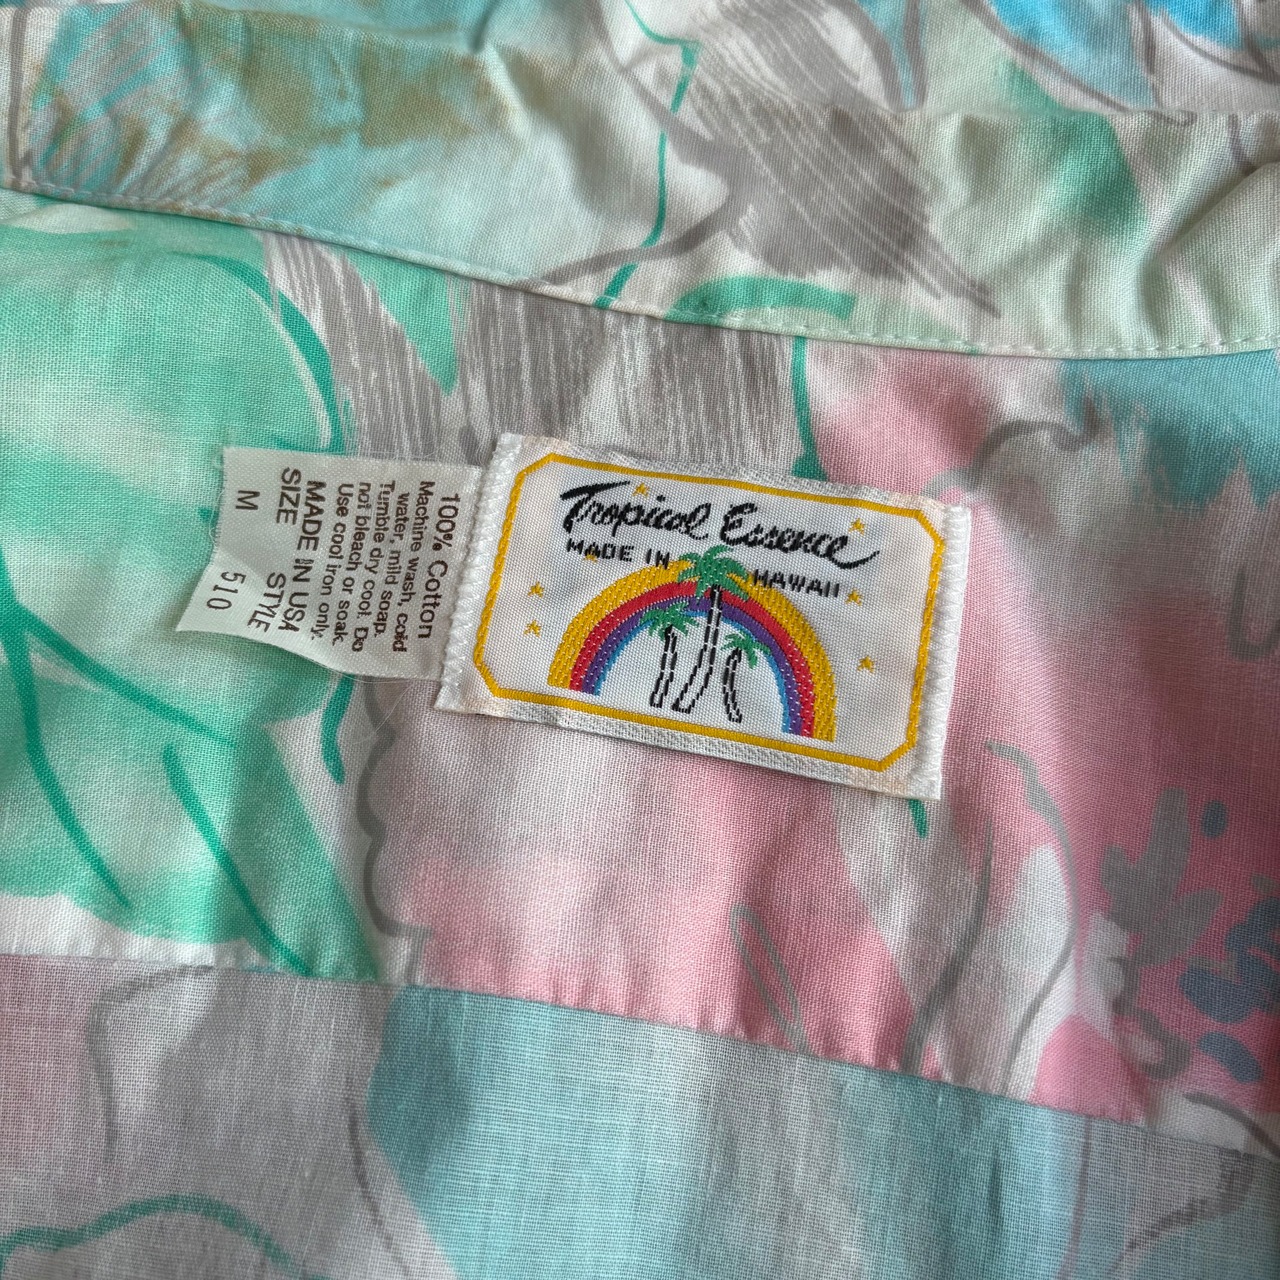 Tropical Essence
MADE IN HAWAII
100% Cotton
Machine wash, cold
water, mild soap.
Tumble dry cool. Do
not bleach or soak.
Use cool iron only.
MADE IN USA
SIZE STYLE
M 510